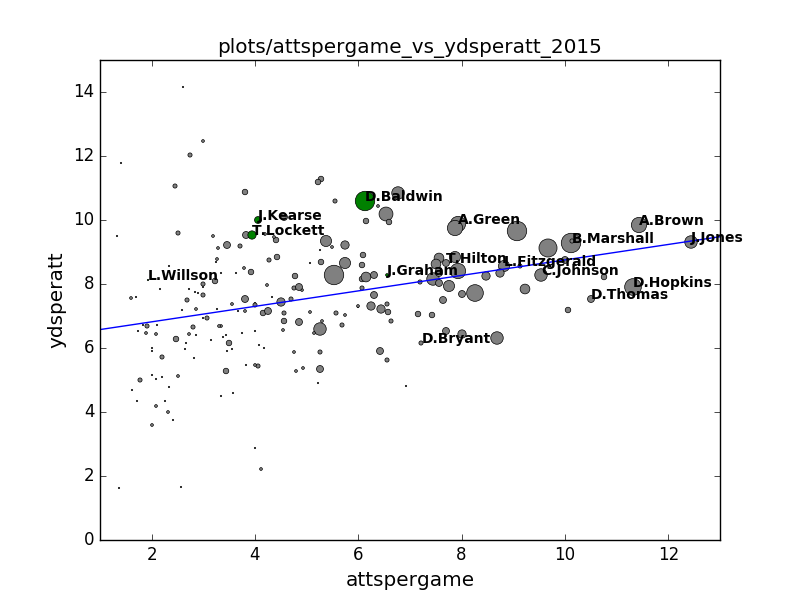 plots/attspergame_vs_ydsperatt_2015
14
12
10
8
6
4
2
0
ydsperatt
D.Baldwin
J.Kearse
A.Green
A.Brown
T.Lockett
B.Marshall
J.Jones
T.Hilton
L.Fitzgerald
L.Willson
J.Graham
C.Johnson
D.Hopkins
D.Thomas
D.Bryant
2 4 6 8 10 12
attspergame